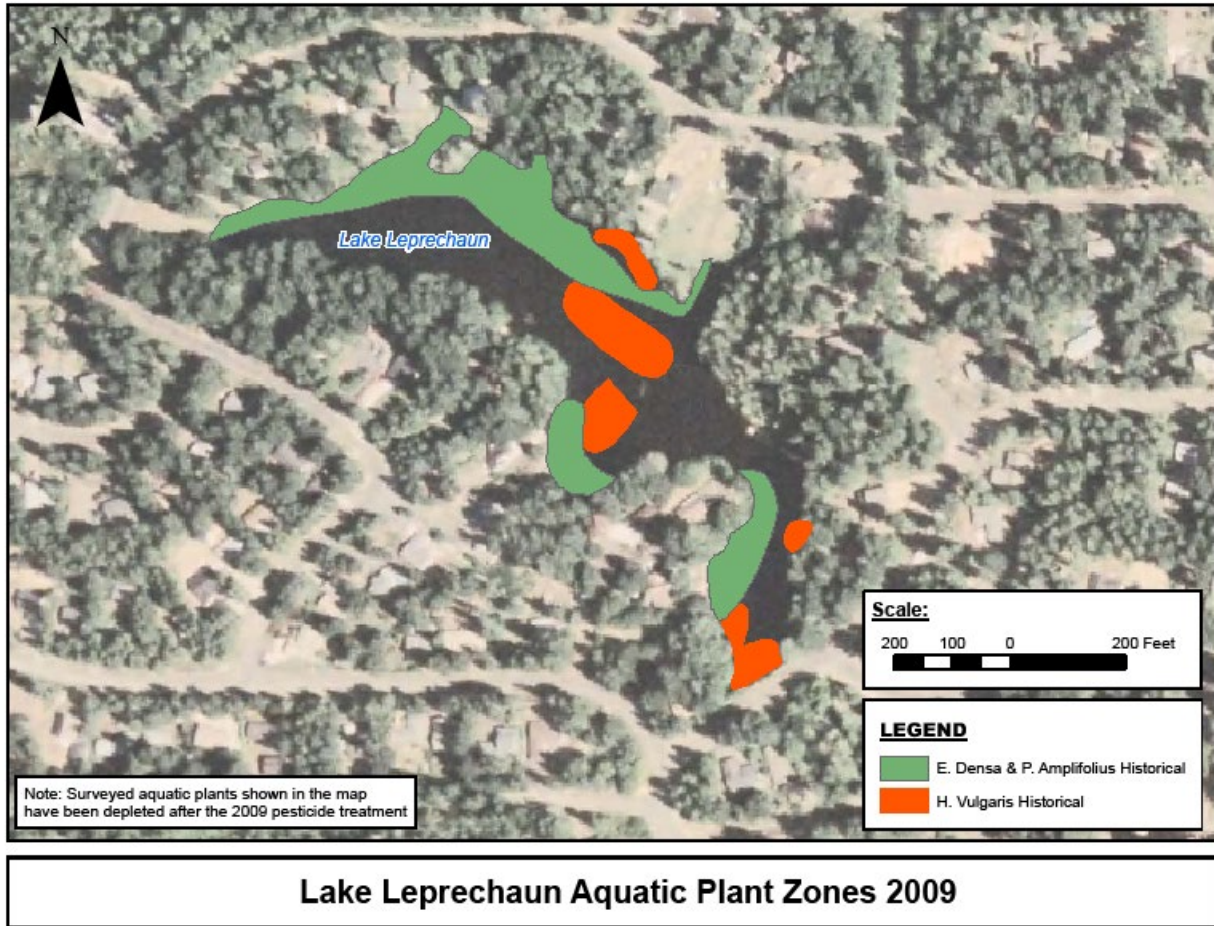 N
Lake Leprechaun
Scale:
200 100 0 200 Feet
LEGEND
E. Densa & P. Amplifolius Historical
H. Vulgaris Historical
Note: Surveyed aquatic plants shown in the map
have been depleted after the 2009 pesticide treatment
Lake Leprechaun Aquatic Plant Zones 2009